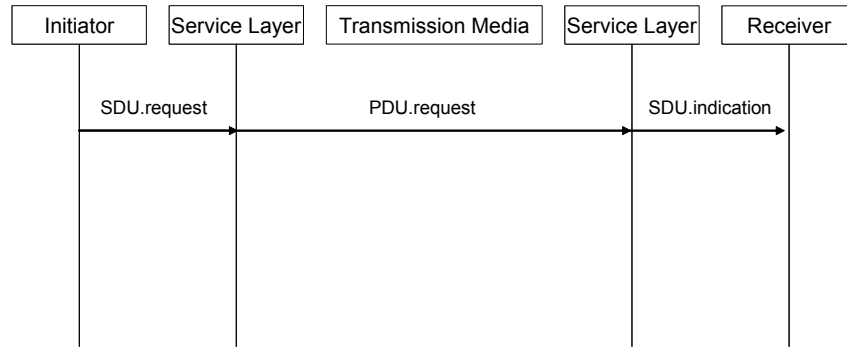 Initiator
Service Layer
Transmission Media
Service Layer
Receiver
SDU.request
PDU.request
SDU.indication